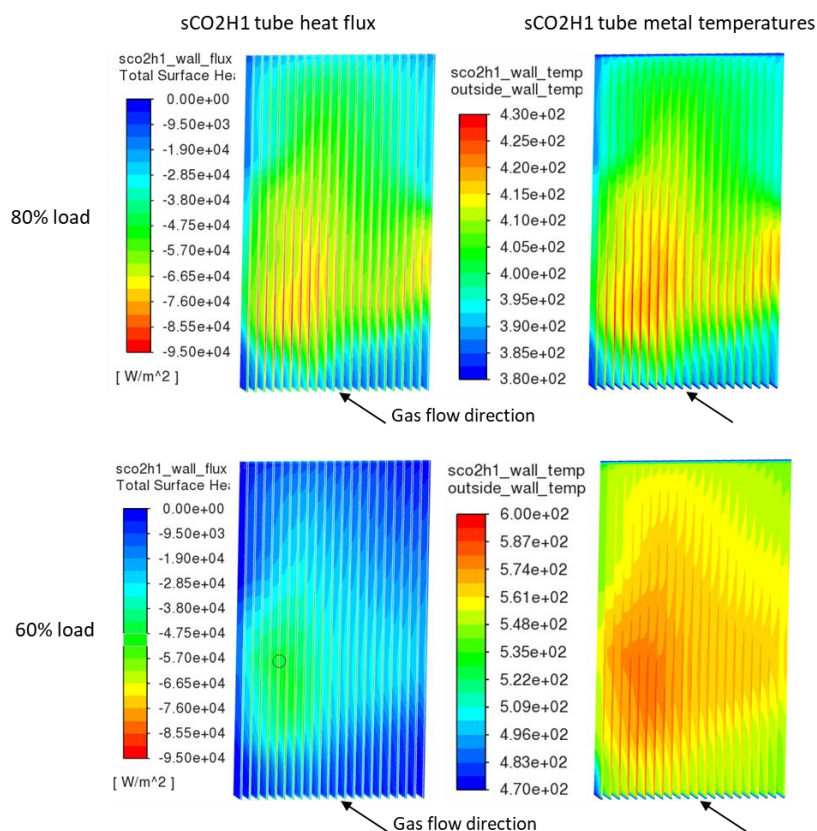 sCO2H1 tube heat flux
sCO2H1 tube metal temperatures
80% load
sco2h1_wall_flux
Total Surface Hea
0.00e+00
-9.50e+03
-1.90e+04
-2.85e+04
-3.80e+04
-4.75e+04
-5.70e+04
-6.65e+04
-7.60e+04
-8.55e+04
-9.50e+04
[ W/m^2 ]
sco2h1_wall_temp
outside_wall_temp
4.30e+02
4.25e+02
4.20e+02
4.15e+02
4.10e+02
4.05e+02
4.00e+02
3.95e+02
3.90e+02
3.85e+02
3.80e+02
Gas flow direction
60% load
sco2h1_wall_flux
Total Surface Hea
0.00e+00
-9.50e+03
-1.90e+04
-2.85e+04
-3.80e+04
-4.75e+04
-5.70e+04
-6.65e+04
-7.60e+04
-8.55e+04
-9.50e+04
[ W/m^2 ]
sco2h1_wall_temp
outside_wall_temp
6.00e+02
5.87e+02
5.74e+02
5.61e+02
5.48e+02
5.35e+02
5.22e+02
5.09e+02
4.96e+02
4.83e+02
4.70e+02
Gas flow direction